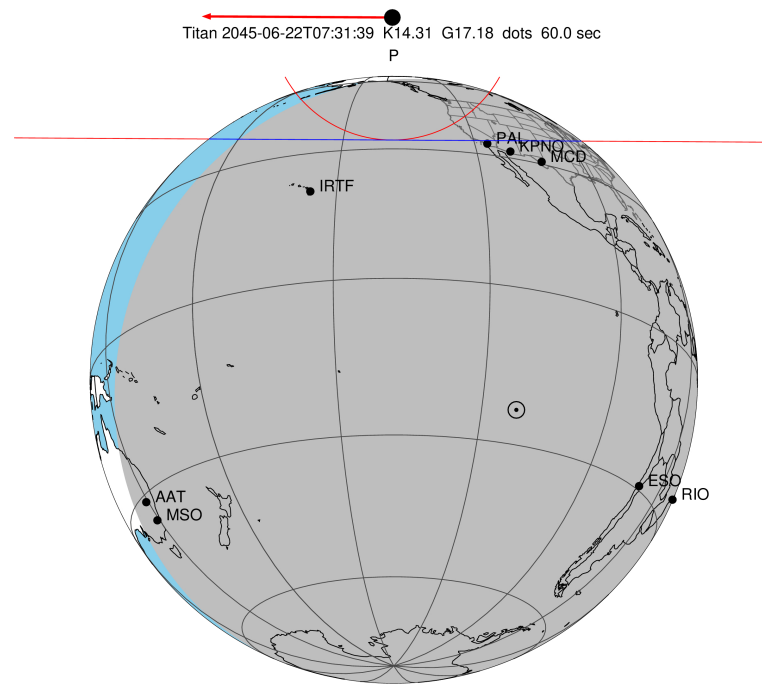 Titan 2045-06-22T07:31:39 K14.31 G17.18 dots 60.0 sec
P
PAL
KPNO
MCD
IRTF
ESO
RIO
AAT
MSO